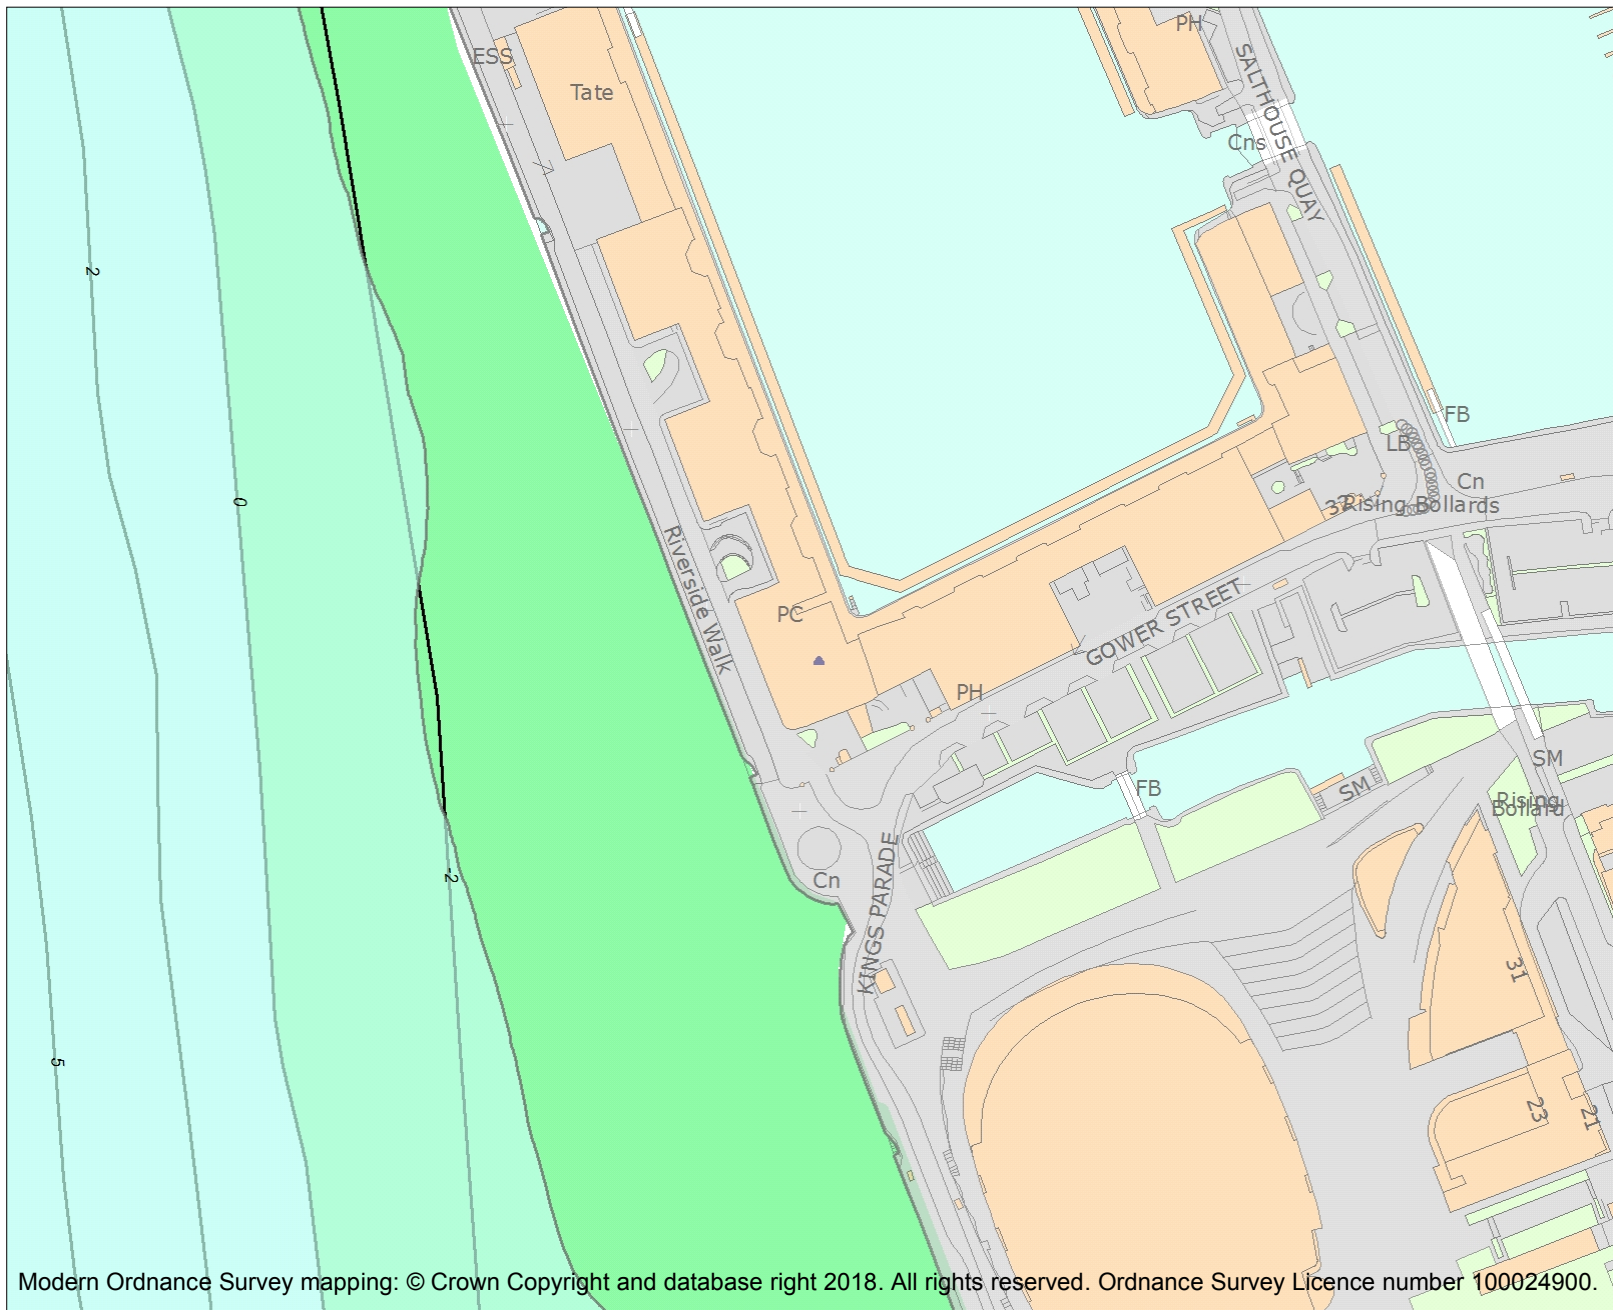 PH
ESS
Tate
SALTHOUSE QUAY
Cns
2
FB
LB
Cn
Rising Bollards
0
Riverside Walk
PC
GOWER STREET
PH
SM
FB
SM
Rising
Bollard
-2
Cn
KINGS PARADE
31
5
23
21
Modern Ordnance Survey mapping: © Crown Copyright and database right 2018. All rights reserved. Ordnance Survey Licence number 100024900.